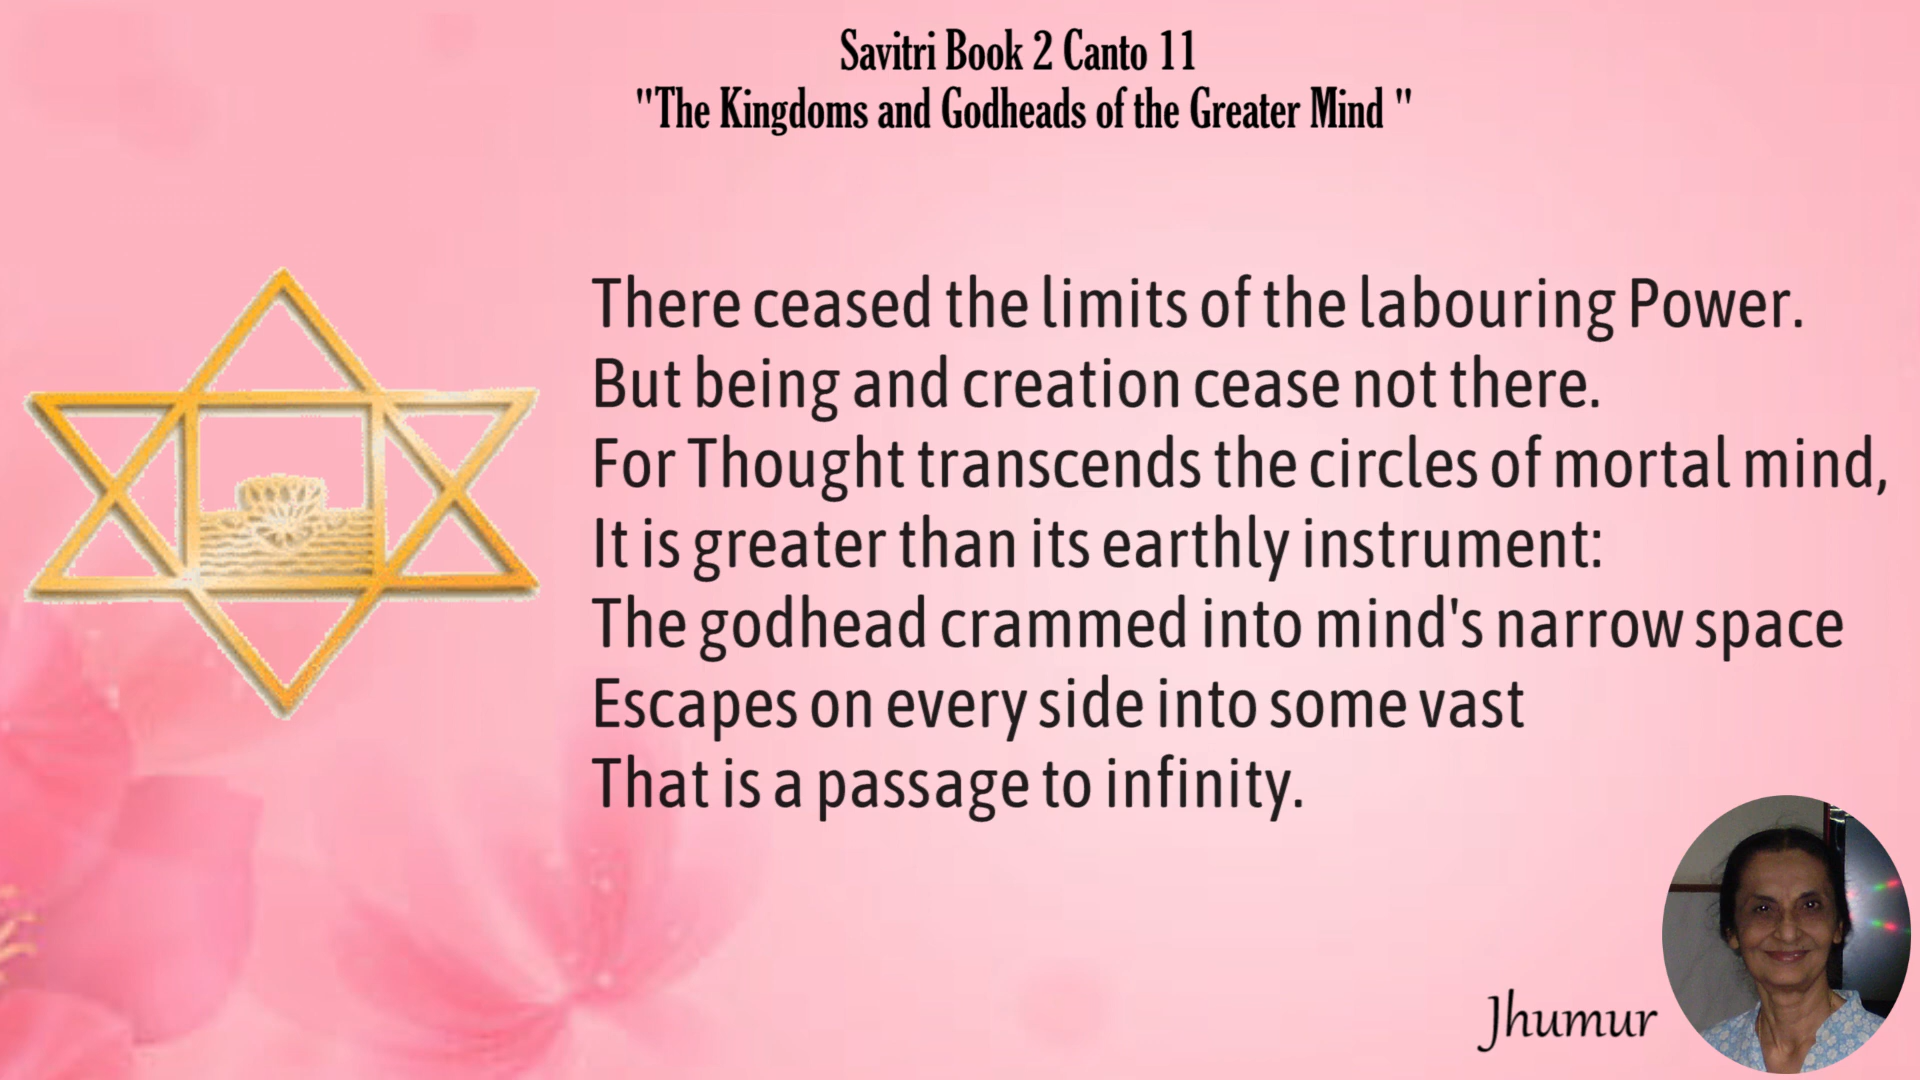 Savitri Book 2 Canto 11
"The Kingdoms and Godheads of the Greater Mind "
There ceased the limits of the labouring Power.
But being and creation cease not there.
For Thought transcends the circles of mortal mind,
It is greater than its earthly instrument:
The godhead crammed into mind's narrow space
Escapes on every side into some vast
That is a passage to infinity.
Jhumur